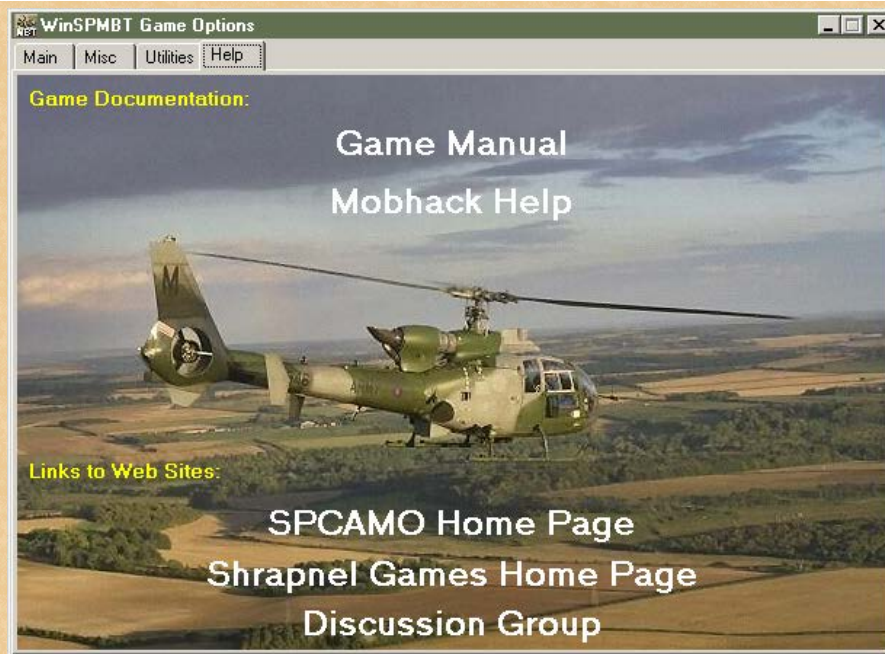 WinSPMBT Game Options
Main Misc Utilities Help
Game Documentation:
Game Manual
Mobhack Help
M
ARMY
Links to Web Sites:
SPCAMO Home Page
Shrapnel Games Home Page
Discussion Group